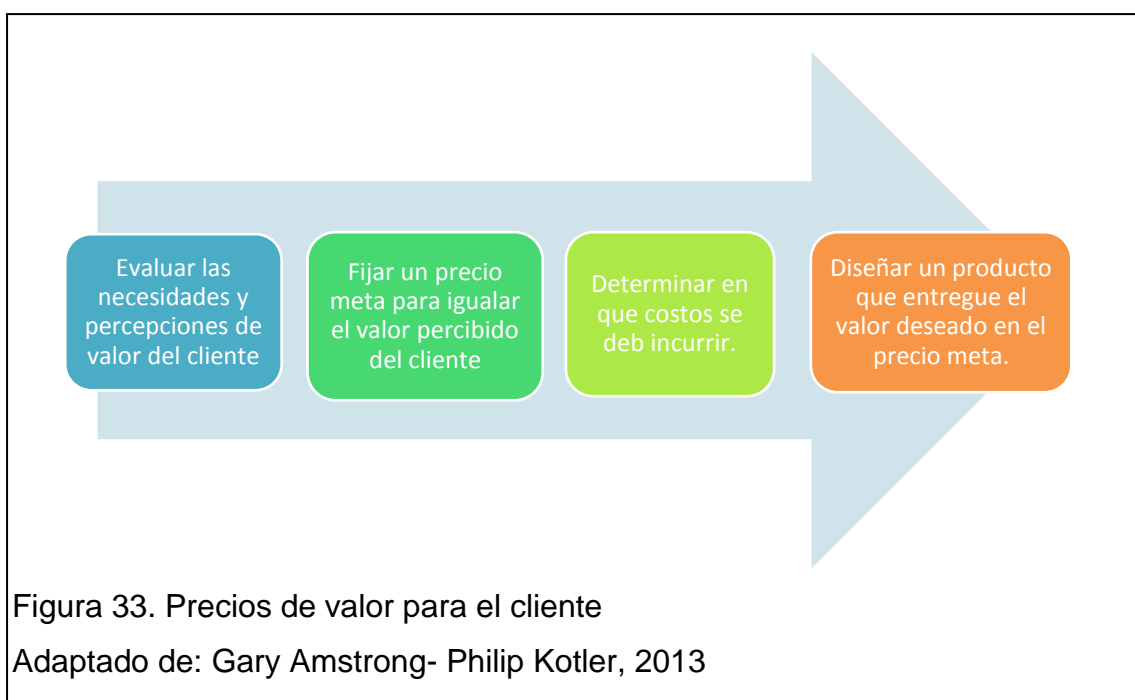 Evaluar las
necesidades y
percepciones de
valor del cliente
Fijar un precio
meta para igualar
el valor percibido
del cliente
Determinar en
que costos se
deb incurrir.
Diseñar un producto
que entregue el
valor deseado en el
precio meta.
Figura 33. Precios de valor para el cliente
Adaptado de: Gary Amstrong- Philip Kotler, 2013